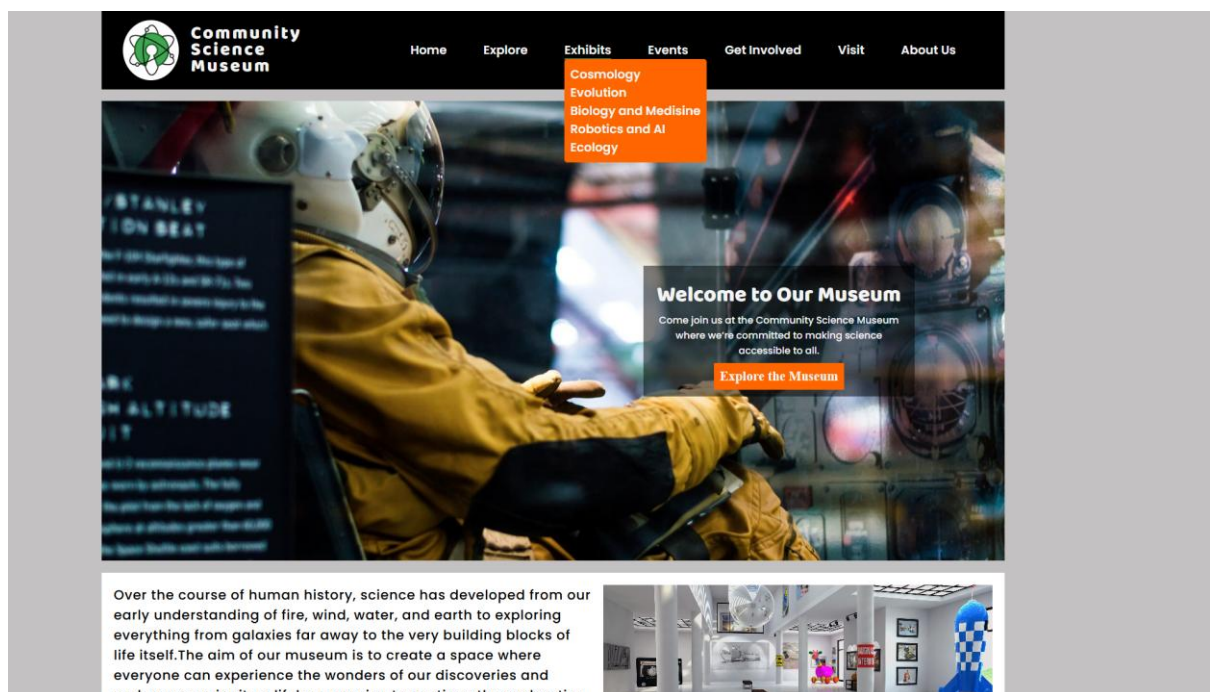 Community
Science
Museum
Home Explore Exhibits Events Get Involved Visit About Us
Cosmology
Evolution
Biology and Medisine
Robotics and AI
Ecology
STANLEY
ION BEAT
ALTITUDE
Welcome to Our Museum
Come join us at the Community Science Museum
where we're committed to making science
accessible to all.
Explore the Museum
Over the course of human history, science has developed from our
early understanding of fire, wind, water, and earth to exploring
everything from galaxies far away to the very building blocks of
life itself.The aim of our museum is to create a space where
everyone can experience the wonders of our discoveries and